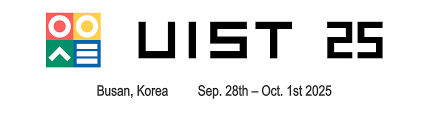 UIST 25
Busan, Korea Sep. 28th – Oct. 1st 2025